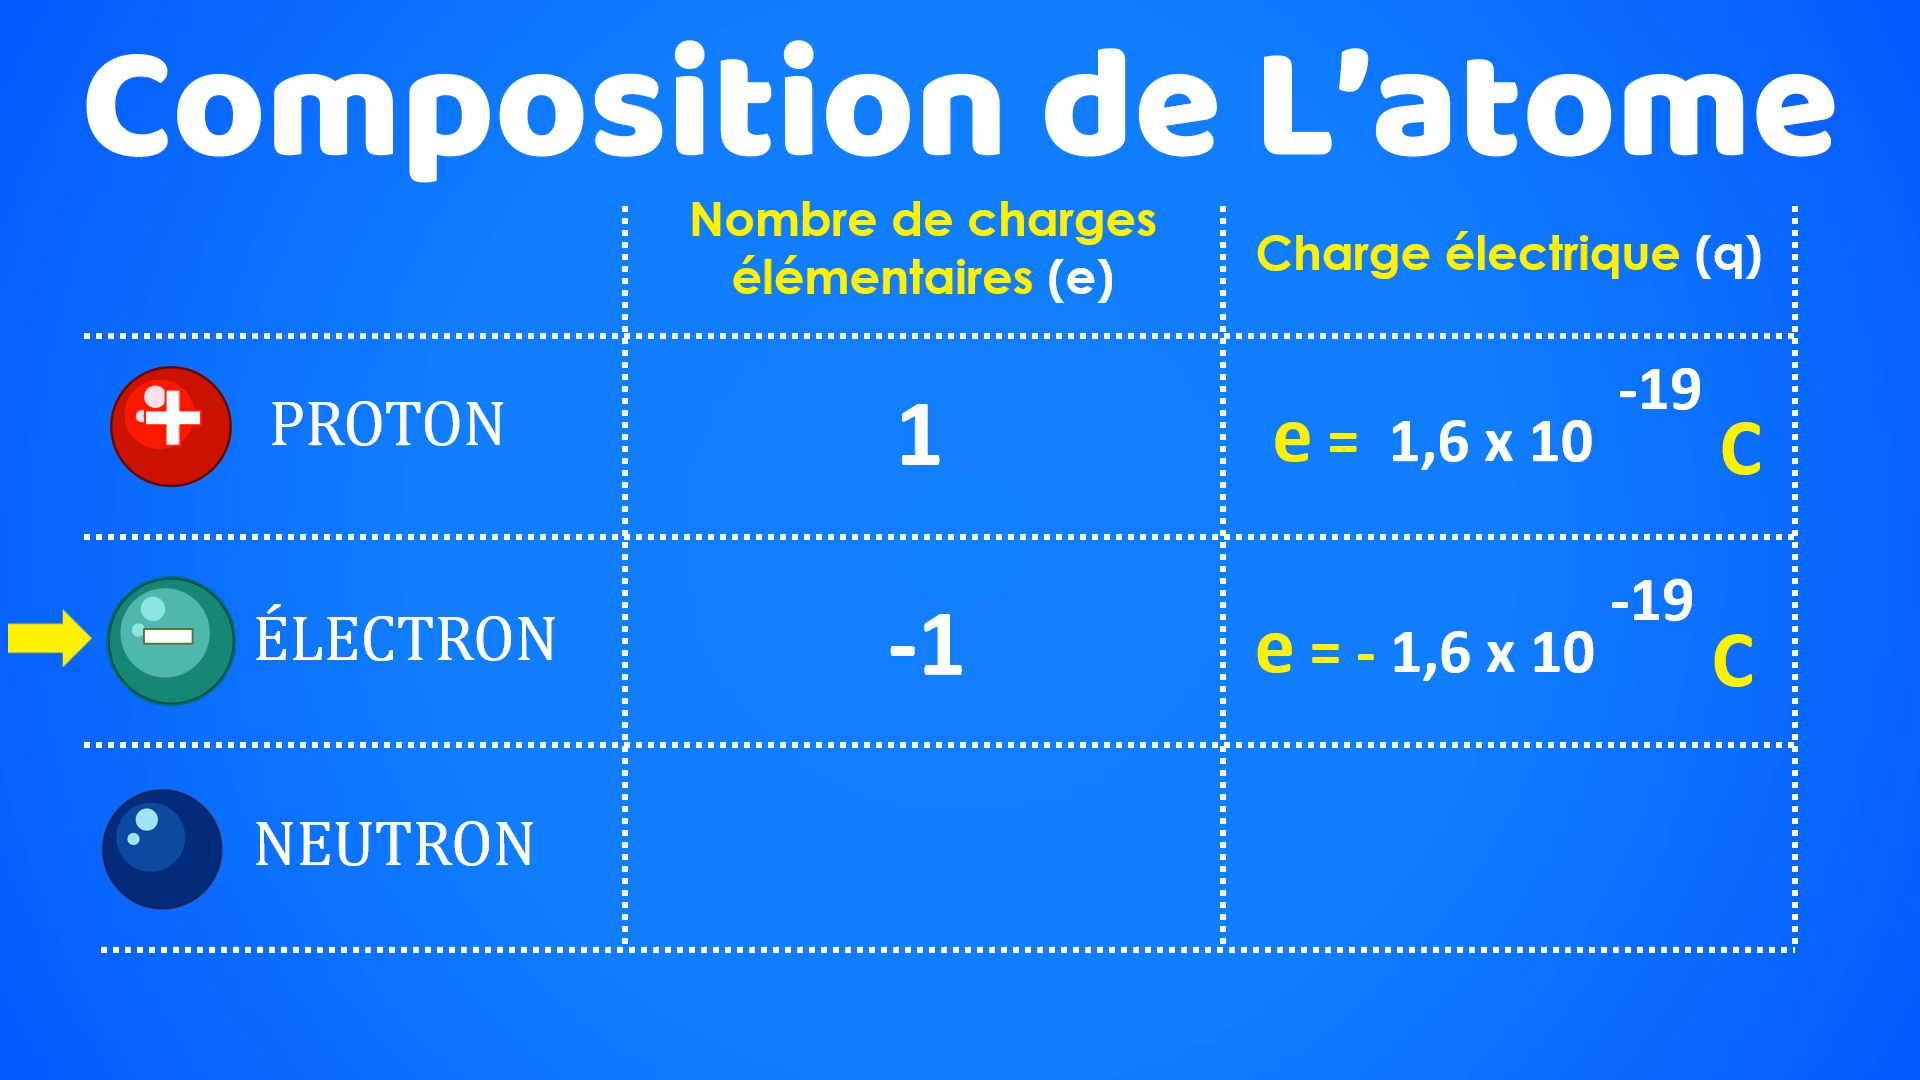 Composition de L'atome
Nombre de charges
élémentaires (e)
Charge électrique (q)
+ PROTON
1
e = 1,6 x 10 -19 C
- ÉLECTRON
-1
e = - 1,6 x 10 -19 C
NEUTRON